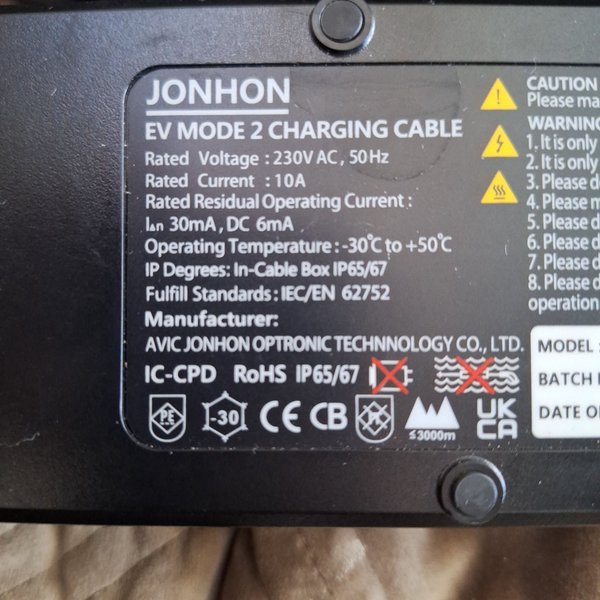 JONHON
EV MODE 2 CHARGING CABLE
Rated Voltage : 230V AC , 50Hz
Rated Current : 10A
Rated Residual Operating Current :
I△n 30mA , DC 6mA
Operating Temperature : -30℃ to +50℃
IP Degrees: In-Cable Box IP65/67
Fulfill Standards : IEC/EN 62752
Manufacturer:
AVIC JONHON OPTRONIC TECHNNOLOGY CO., LTD.
IC-CPD RoHS IP65/67
PE -30 CE CB PE ≤3000m UK CA
CAUTION
Please ma
WARNING
1. It is only
2. It is only
3. Please d
4. Please m
5. Please d
6. Please d
7. Please d
8. Please d
operation
MODEL :
BATCH
DATE O